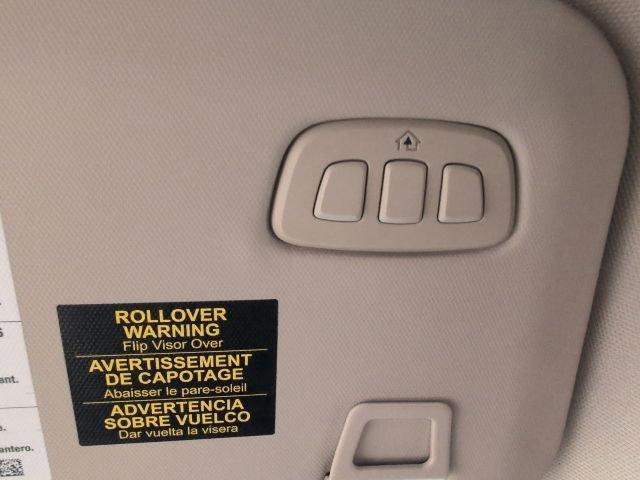 ROLLOVER
WARNING
Flip Visor Over
AVERTISSEMENT
DE CAPOTAGE
Abaisser le pare-soleil
ADVERTENCIA
SOBRE VUELCO
Dar vuelta la visera